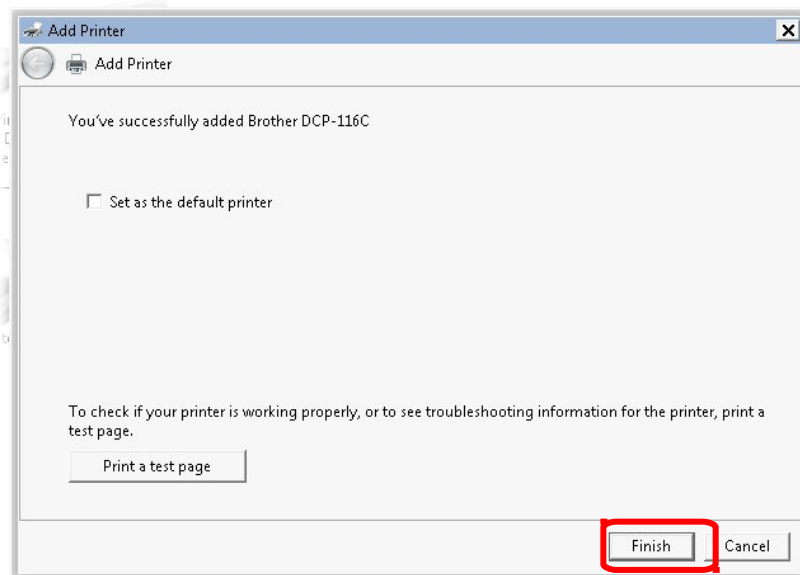 Add Printer
Add Printer
You've successfully added Brother DCP-116C
Set as the default printer
To check if your printer is working properly, or to see troubleshooting information for the printer, print a
test page.
Print a test page
Finish
Cancel